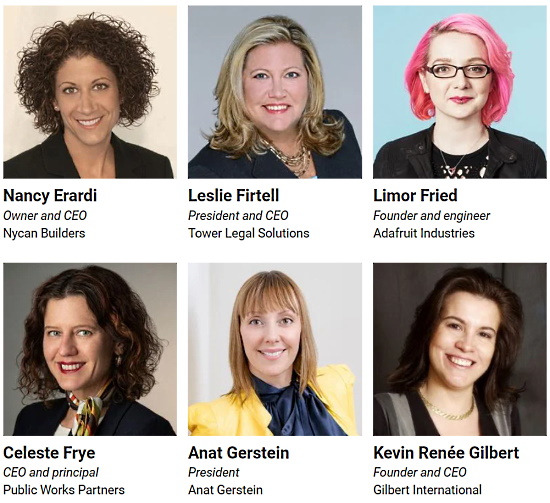 Nancy Erardi
Owner and CEO
Nycan Builders
Leslie Firtell
President and CEO
Tower Legal Solutions
Limor Fried
Founder and engineer
Adafruit Industries
Celeste Frye
CEO and principal
Public Works Partners
Anat Gerstein
President
Anat Gerstein
Kevin Renée Gilbert
Founder and CEO
Gilbert International